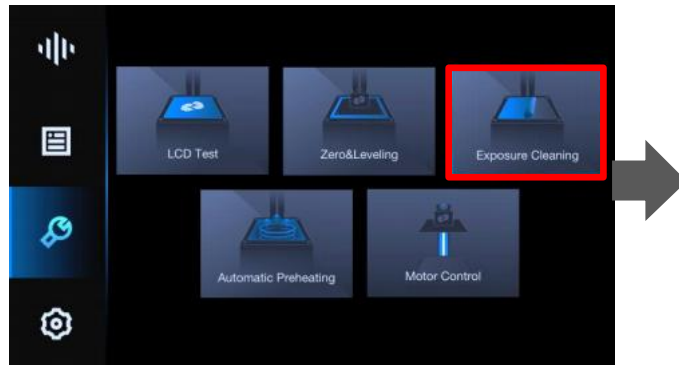 LCD Test
Zero&Leveling
Exposure Cleaning
Automatic Preheating
Motor Control